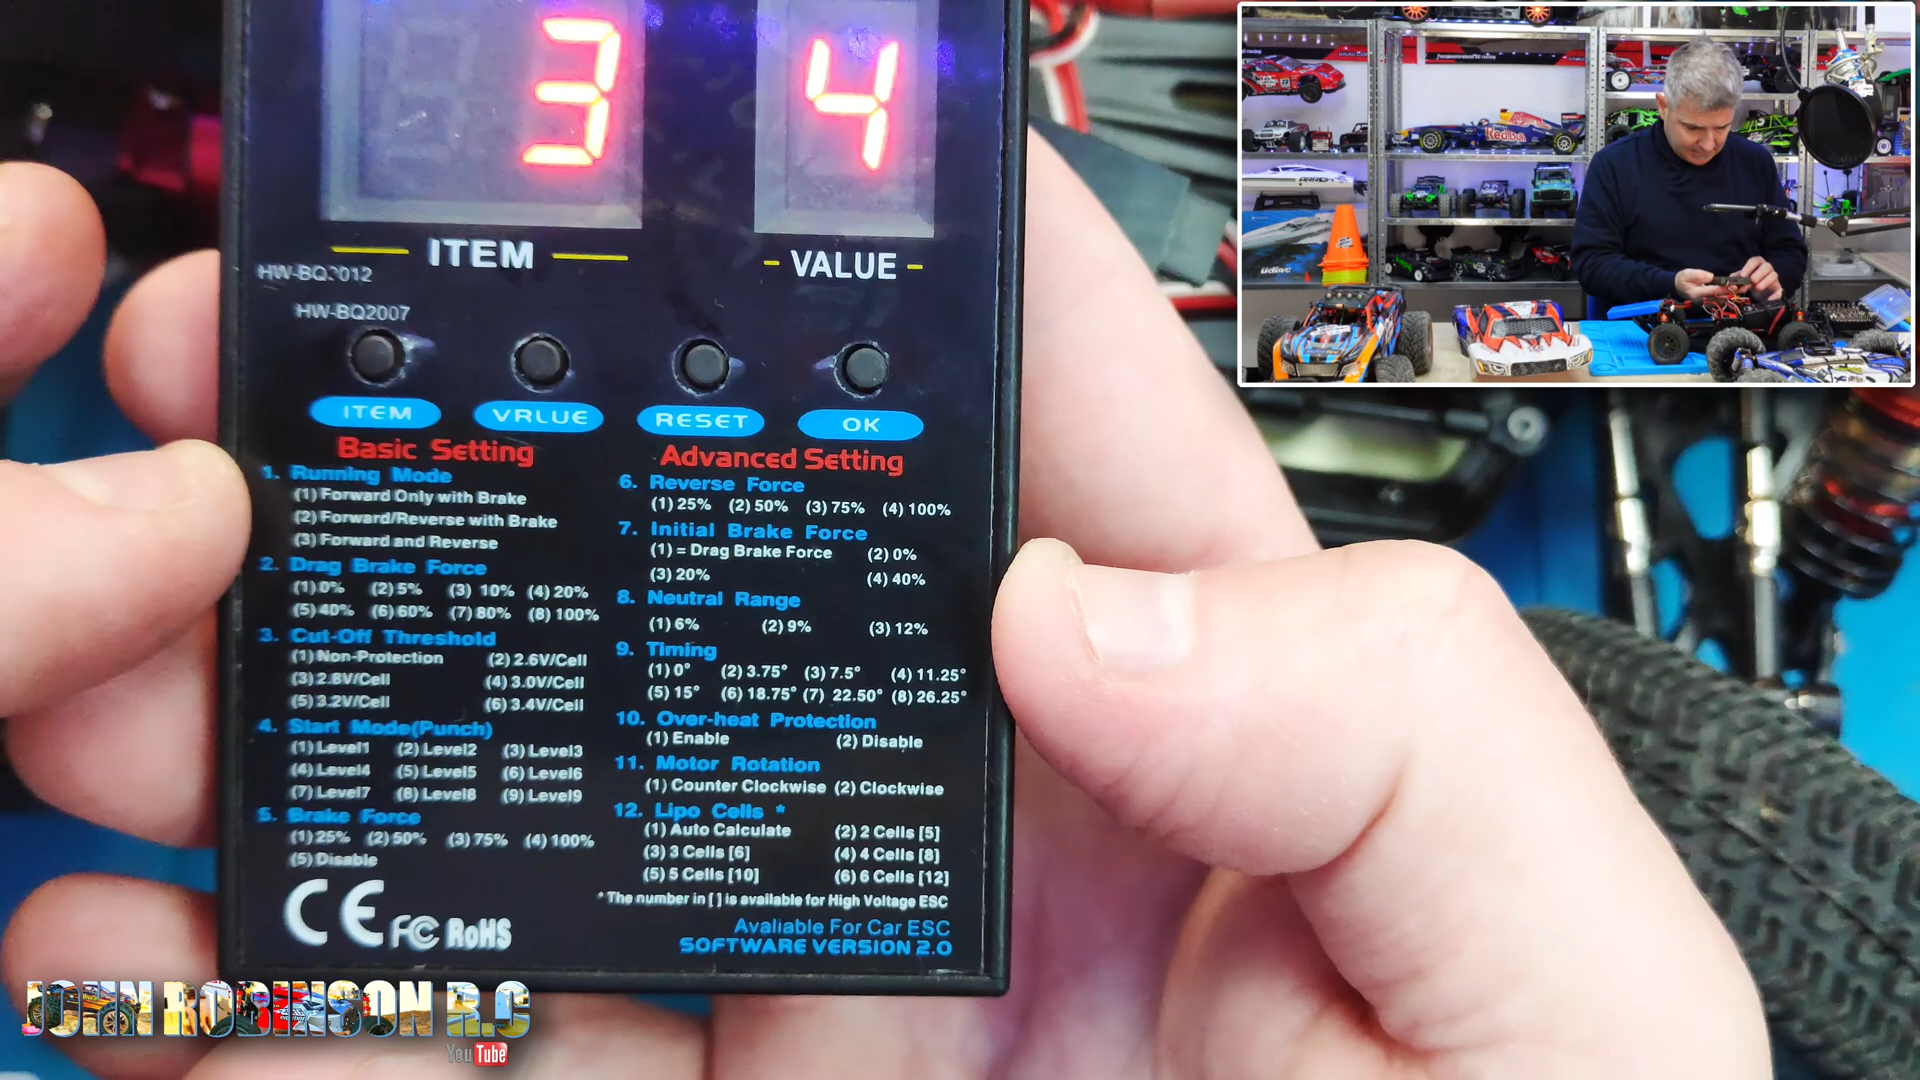 3 4
ITEM VALUE
HW-BQ2012
HW-BQ2007
ITEM VRLUE RESET OK
Basic Setting
1. Running Mode
(1) Forward Only with Brake
(2) Forward/Reverse with Brake
(3) Forward and Reverse
2. Drag Brake Force
(1) 0% (2) 5% (3) 10% (4) 20%
(5) 40% (6) 60% (7) 80% (8) 100%
3. Cut-Off Threshold
(1) Non-Protection (2) 2.6V/Cell
(3) 2.8V/Cell (4) 3.0V/Cell
(5) 3.2V/Cell (6) 3.4V/Cell
4. Start Mode(Punch)
(1) Level1 (2) Level2 (3) Level3
(4) Level4 (5) Level5 (6) Level6
(7) Level7 (8) Level8 (9) Level9
5. Brake Force
(1) 25% (2) 50% (3) 75% (4) 100%
(5) Disable
CE FC RoHS
Advanced Setting
6. Reverse Force
(1) 25% (2) 50% (3) 75% (4) 100%
7. Initial Brake Force
(1) = Drag Brake Force (2) 0%
(3) 20% (4) 40%
8. Neutral Range
(1) 6% (2) 9% (3) 12%
9. Timing
(1) 0° (2) 3.75° (3) 7.5° (4) 11.25°
(5) 15° (6) 18.75° (7) 22.50° (8) 26.25°
10. Over-heat Protection
(1) Enable (2) Disable
11. Motor Rotation
(1) Counter Clockwise (2) Clockwise
12. Lipo Cells *
(1) Auto Calculate (2) 2 Cells [5]
(3) 3 Cells [6] (4) 4 Cells [8]
(5) 5 Cells [10] (6) 6 Cells [12]
* The number in [ ] is available for High Voltage ESC
Avaliable For Car ESC
SOFTWARE VERSION 2.0
JOHN ROBINSON R.C
YouTube
Red Bull
ARROW
udiR/C